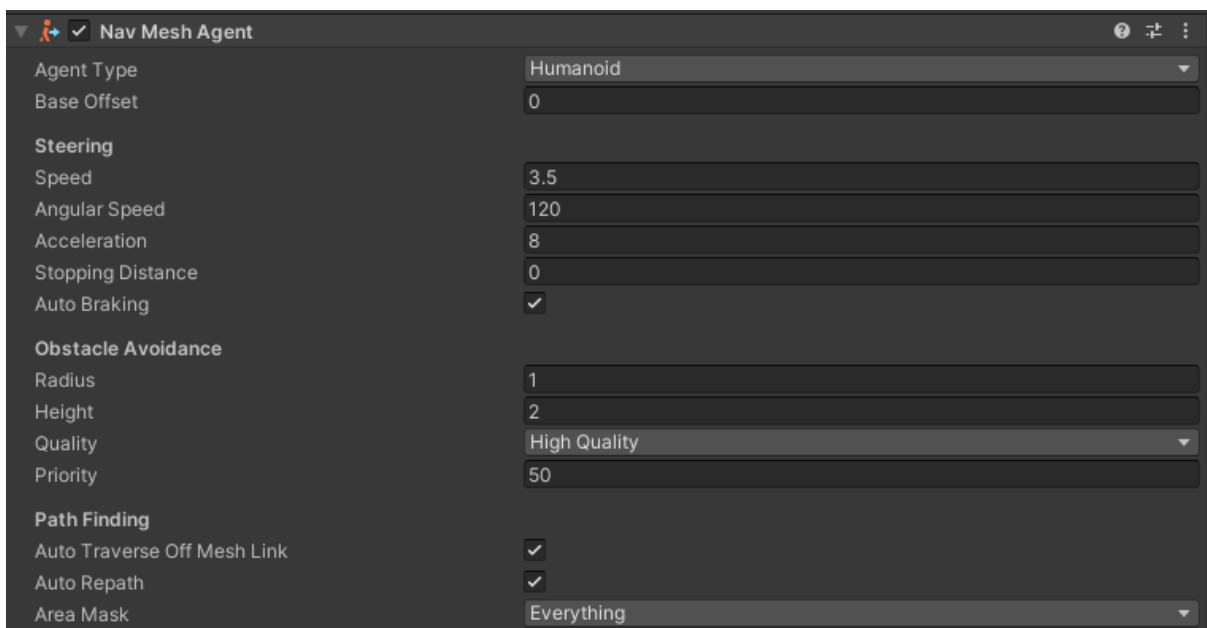 Nav Mesh Agent
Agent Type Humanoid
Base Offset 0
Steering
Speed 3.5
Angular Speed 120
Acceleration 8
Stopping Distance 0
Auto Braking
Obstacle Avoidance
Radius 1
Height 2
Quality High Quality
Priority 50
Path Finding
Auto Traverse Off Mesh Link
Auto Repath
Area Mask Everything